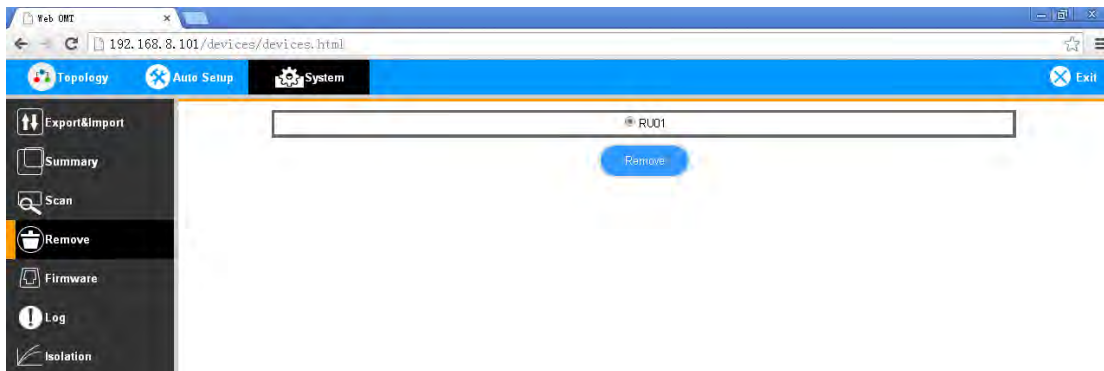 Web OMT
192.168.8.101/devices/devices.html
Topology Auto Setup System Exit
Export&Import
RU01
Summary
Remove
Scan
Remove
Firmware
Log
Isolation